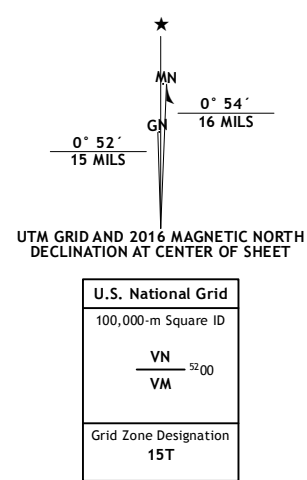 ★
MN
0° 54´
16 MILS
GN
0° 52´
15 MILS
UTM GRID AND 2016 MAGNETIC NORTH
DECLINATION AT CENTER OF SHEET
U.S. National Grid
100,000-m Square ID
VN
5200
VM
Grid Zone Designation
15T